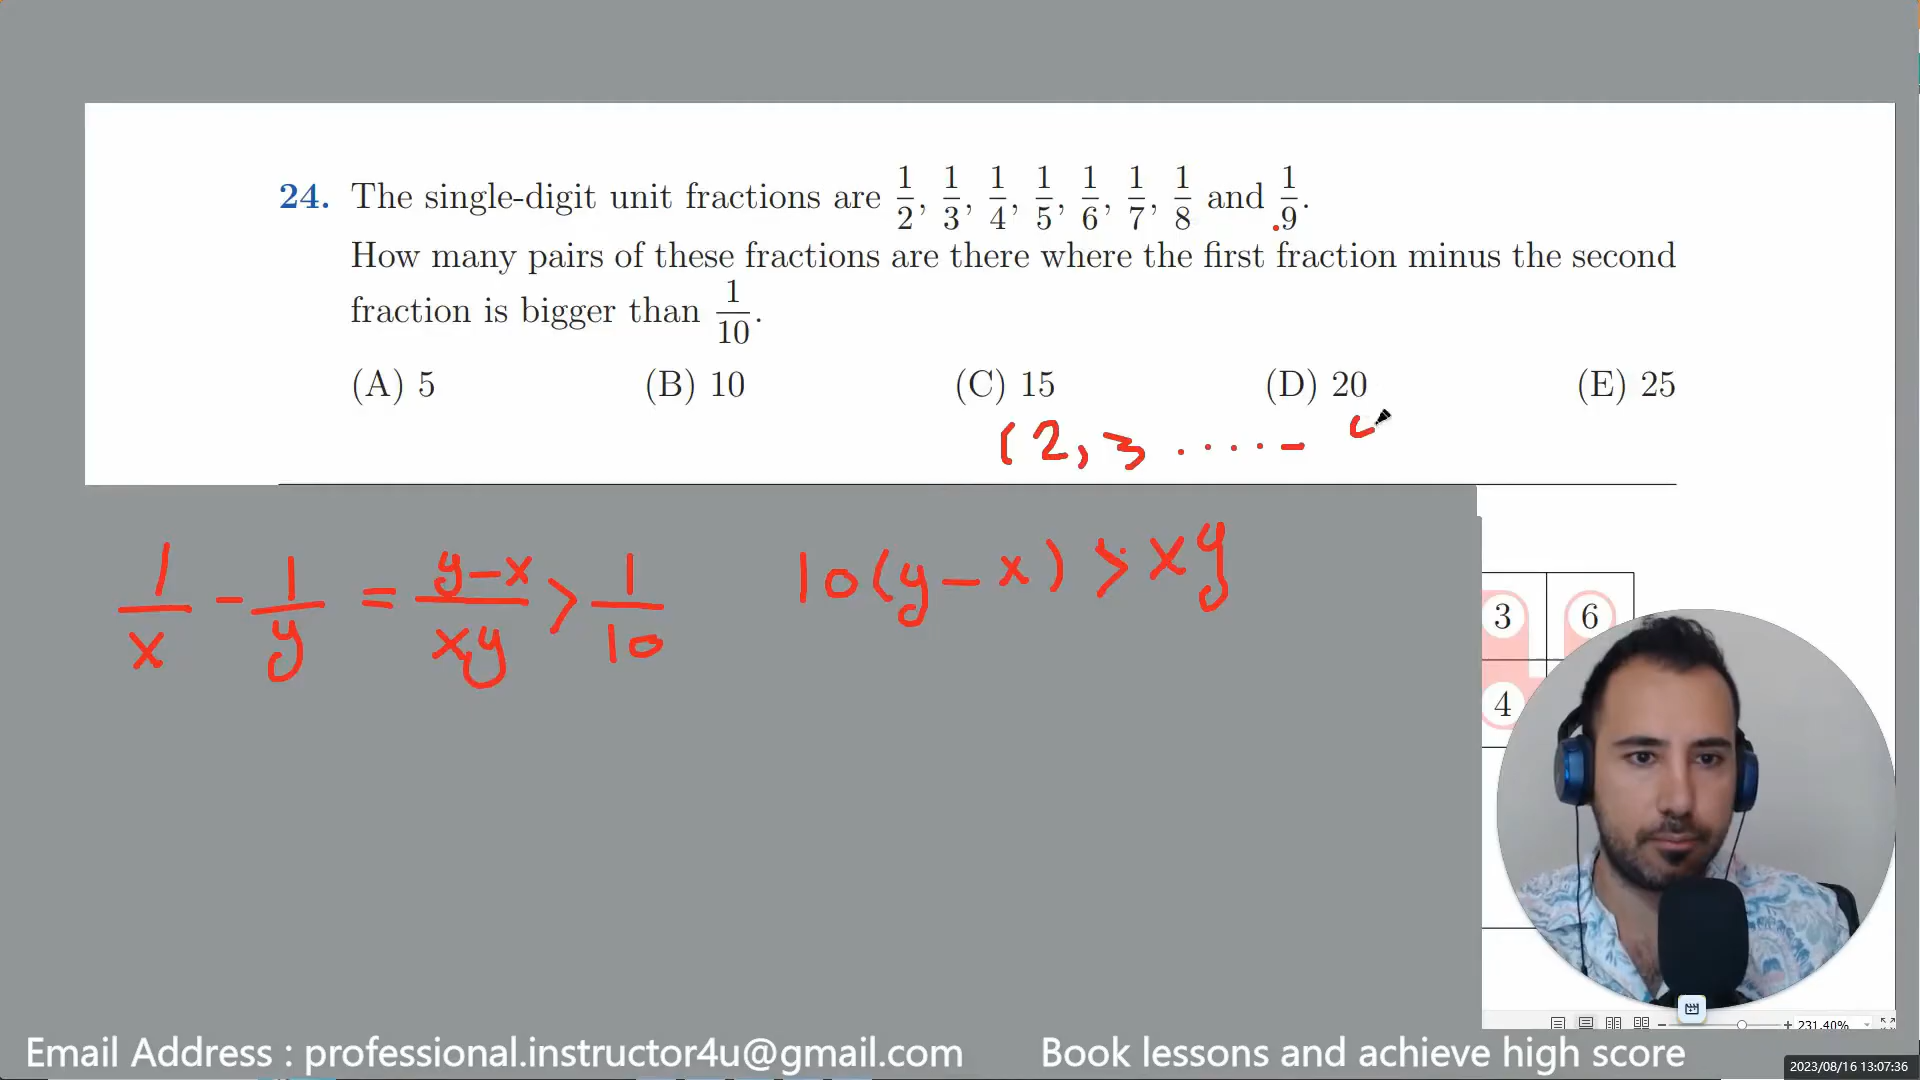 24. The single-digit unit fractions are 1/2, 1/3, 1/4, 1/5, 1/6, 1/7, 1/8 and 1/9.
How many pairs of these fractions are there where the first fraction minus the second
fraction is bigger than 1/10.
(A) 5 (B) 10 (C) 15 (D) 20 (E) 25
(2, 3 .....
1/x - 1/y = y-x/xy > 1/10 10(y-x) > xy
3 6
4
231.40%
Email Address : professional.instructor4u@gmail.com Book lessons and achieve high score
2023/08/16 13:07:36